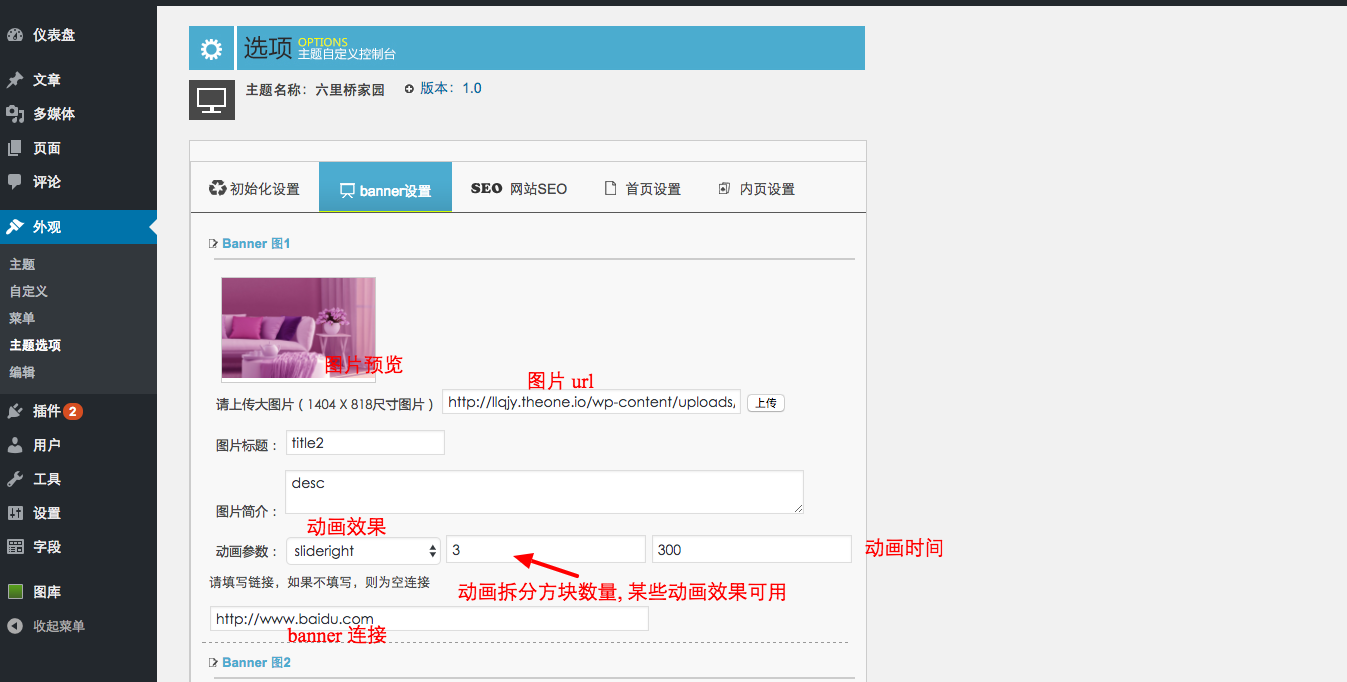 仪表盘
文章
多媒体
页面
评论
外观
主题
自定义
菜单
主题选项
编辑
插件 2
用户
工具
设置
字段
图库
收起菜单
选项 OPTIONS
主题自定义控制台
主题名称：六里桥家园 版本：1.0
初始化设置 banner设置 SEO 网站SEO 首页设置 内页设置
Banner 图1
图片预览
图片 url
请上传大图片（1404 X 818尺寸图片） http://llqjy.theone.io/wp-content/uploads, 上传
图片标题： title2
图片简介： desc
动画效果
动画参数： slideright 3 300 动画时间
请填写链接，如果不填写，则为空连接
动画拆分方块数量, 某些动画效果可用
http://www.baidu.com
banner 连接
Banner 图2